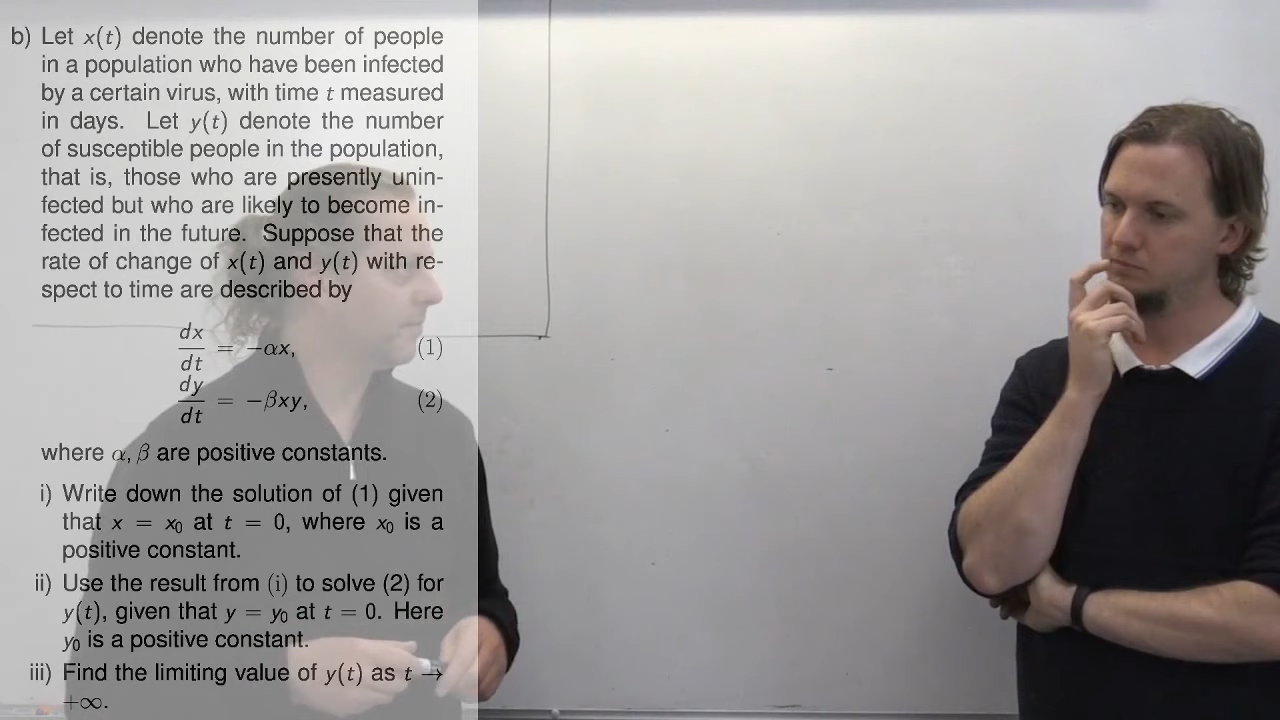 b) Let x(t) denote the number of people
in a population who have been infected
by a certain virus, with time t measured
in days. Let y(t) denote the number
of susceptible people in the population,
that is, those who are presently unin-
fected but who are likely to become in-
fected in the future. Suppose that the
rate of change of x(t) and y(t) with re-
spect to time are described by
dx/dt = −αx, (1)
dy/dt = −βxy, (2)
where α, β are positive constants.
i) Write down the solution of (1) given
that x = x₀ at t = 0, where x₀ is a
positive constant.
ii) Use the result from (i) to solve (2) for
y(t), given that y = y₀ at t = 0. Here
y₀ is a positive constant.
iii) Find the limiting value of y(t) as t →
+∞.